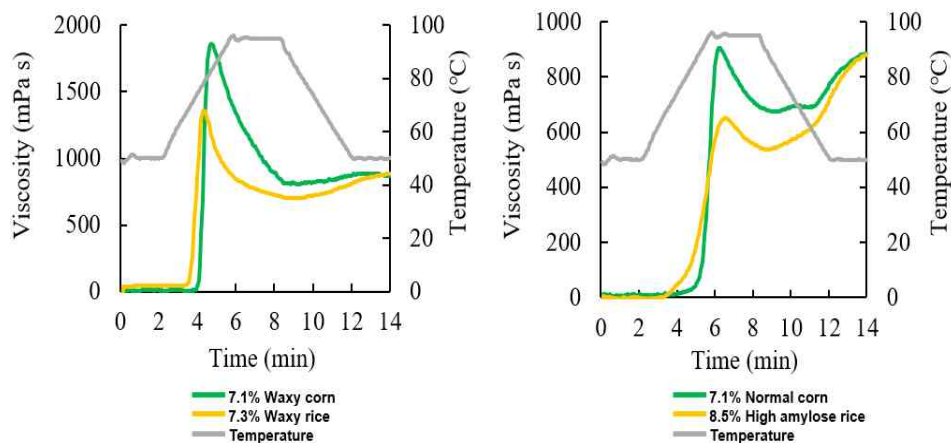 2000
1500
1000
500
0
Viscosity (mPa s)
100
80
60
40
20
0
Temperature (°C)
0 2 4 6 8 10 12 14
Time (min)
7.1% Waxy corn
7.3% Waxy rice
Temperature
1000
800
600
400
200
0
Viscosity (mPa s)
100
80
60
40
20
0
Temperature (°C)
0 2 4 6 8 10 12 14
Time (min)
7.1% Normal corn
8.5% High amylose rice
Temperature